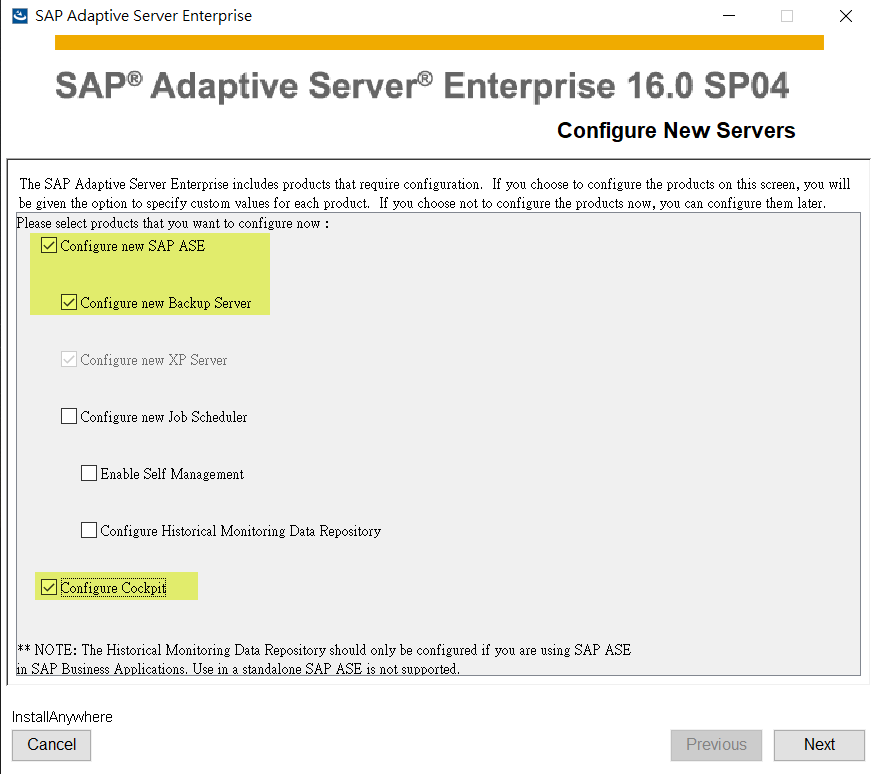 SAP Adaptive Server Enterprise
SAP® Adaptive Server® Enterprise 16.0 SP04
Configure New Servers
The SAP Adaptive Server Enterprise includes products that require configuration. If you choose to configure the products on this screen, you will
be given the option to specify custom values for each product. If you choose not to configure the products now, you can configure them later.
Please select products that you want to configure now :
Configure new SAP ASE
Configure new Backup Server
Configure new XP Server
Configure new Job Scheduler
Enable Self Management
Configure Historical Monitoring Data Repository
Configure Cockpit
** NOTE: The Historical Monitoring Data Repository should only be configured if you are using SAP ASE
in SAP Business Applications. Use in a standalone SAP ASE is not supported.
InstallAnywhere
Cancel
Previous
Next